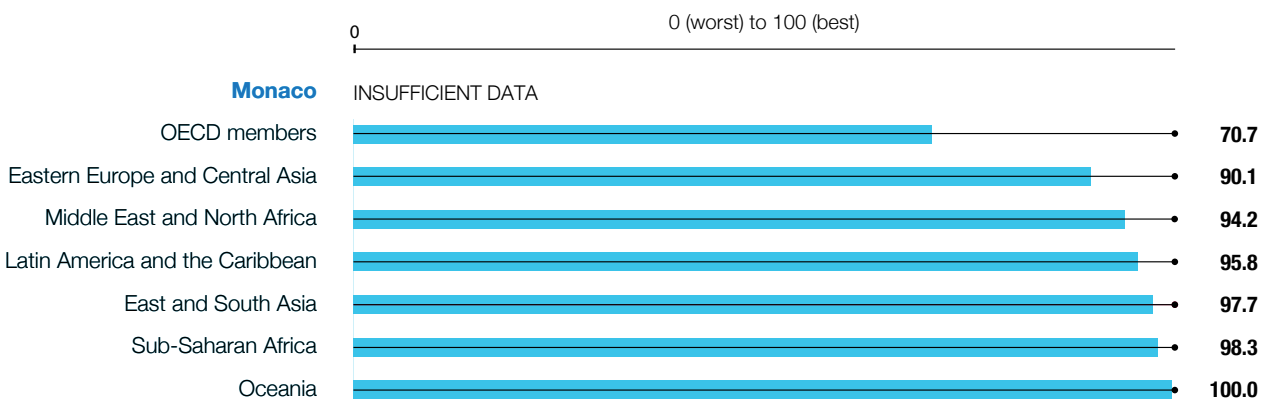 0 (worst) to 100 (best)
0
Monaco INSUFFICIENT DATA
OECD members 70.7
Eastern Europe and Central Asia 90.1
Middle East and North Africa 94.2
Latin America and the Caribbean 95.8
East and South Asia 97.7
Sub-Saharan Africa 98.3
Oceania 100.0